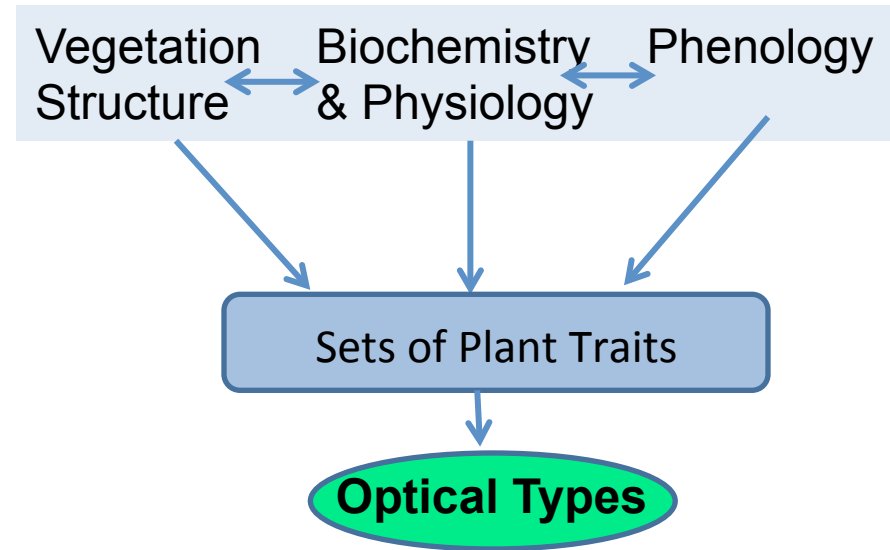 Vegetation Structure
Biochemistry & Physiology
Phenology
Sets of Plant Traits
Optical Types